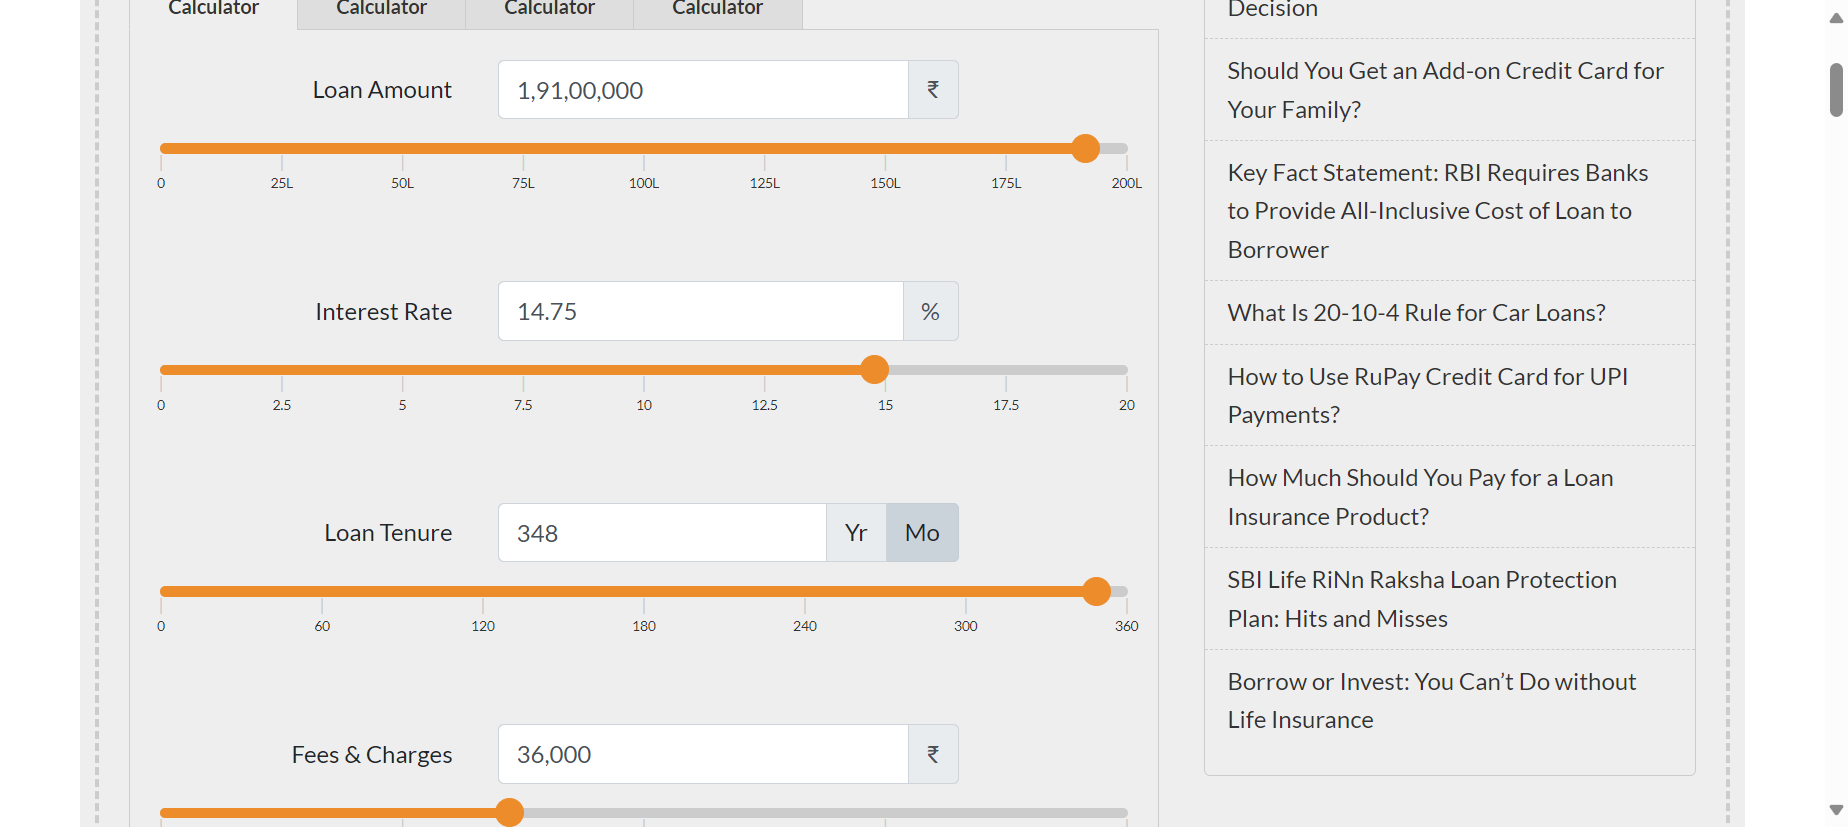 Calculator Calculator Calculator Calculator
Loan Amount 1,91,00,000 ₹
0 25L 50L 75L 100L 125L 150L 175L 200L
Interest Rate 14.75 %
0 2.5 5 7.5 10 12.5 15 17.5 20
Loan Tenure 348 Yr Mo
0 60 120 180 240 300 360
Fees & Charges 36,000 ₹
Decision
Should You Get an Add-on Credit Card for
Your Family?
Key Fact Statement: RBI Requires Banks
to Provide All-Inclusive Cost of Loan to
Borrower
What Is 20-10-4 Rule for Car Loans?
How to Use RuPay Credit Card for UPI
Payments?
How Much Should You Pay for a Loan
Insurance Product?
SBI Life RiNn Raksha Loan Protection
Plan: Hits and Misses
Borrow or Invest: You Can’t Do without
Life Insurance